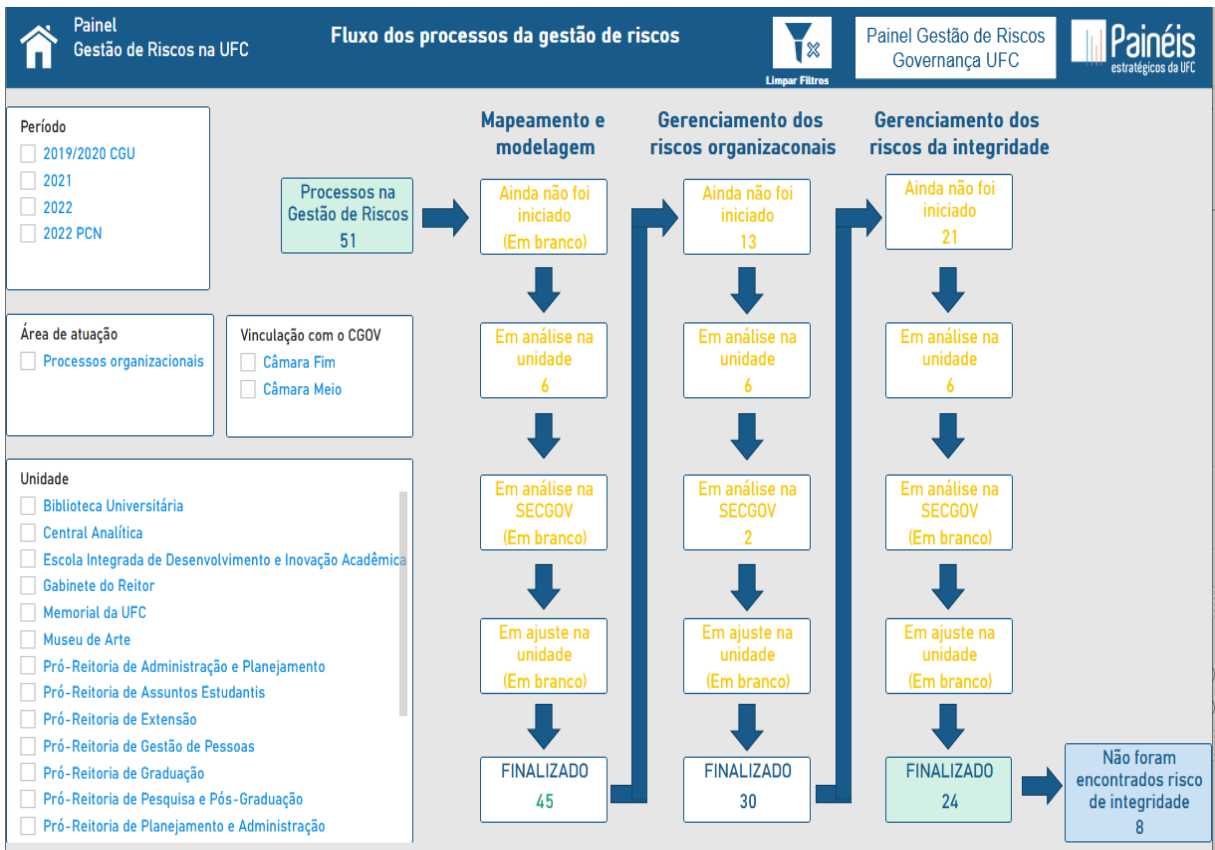 Painel
Gestão de Riscos na UFC
Fluxo dos processos da gestão de riscos
Limpar Filtros
Painel Gestão de Riscos
Governança UFC
Painéis
estratégicos da UFC
Período
2019/2020 CGU
2021
2022
2022 PCN
Área de atuação
Processos organizacionais
Vinculação com o CGOV
Câmara Fim
Câmara Meio
Unidade
Biblioteca Universitária
Central Analítica
Escola Integrada de Desenvolvimento e Inovação Acadêmica
Gabinete do Reitor
Memorial da UFC
Museu de Arte
Pró-Reitoria de Administração e Planejamento
Pró-Reitoria de Assuntos Estudantis
Pró-Reitoria de Extensão
Pró-Reitoria de Gestão de Pessoas
Pró-Reitoria de Graduação
Pró-Reitoria de Pesquisa e Pós-Graduação
Pró-Reitoria de Planejamento e Administração
Processos na
Gestão de Riscos
51
Mapeamento e
modelagem
Ainda não foi
iniciado
(Em branco)
Em análise na
unidade
6
Em análise na
SECGOV
(Em branco)
Em ajuste na
unidade
(Em branco)
FINALIZADO
45
Gerenciamento dos
riscos organizaconais
Ainda não foi
iniciado
13
Em análise na
unidade
6
Em análise na
SECGOV
2
Em ajuste na
unidade
(Em branco)
FINALIZADO
30
Gerenciamento dos
riscos da integridade
Ainda não foi
iniciado
21
Em análise na
unidade
6
Em análise na
SECGOV
(Em branco)
Em ajuste na
unidade
(Em branco)
FINALIZADO
24
Não foram
encontrados risco
de integridade
8